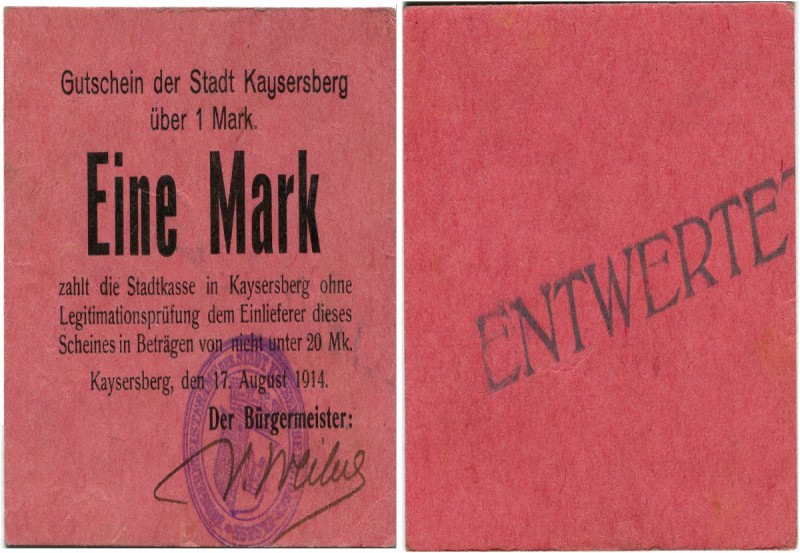 Gutschein der Stadt Kaysersberg
über 1 Mark.
Eine Mark
zahlt die Stadtkasse in Kaysersberg ohne
Legitimationsprüfung dem Einlieferer dieses
Scheines in Beträgen von nicht unter 20 Mk.
Kaysersberg, den 17. August 1914.
Der Bürgermeister:
ENTWERTET